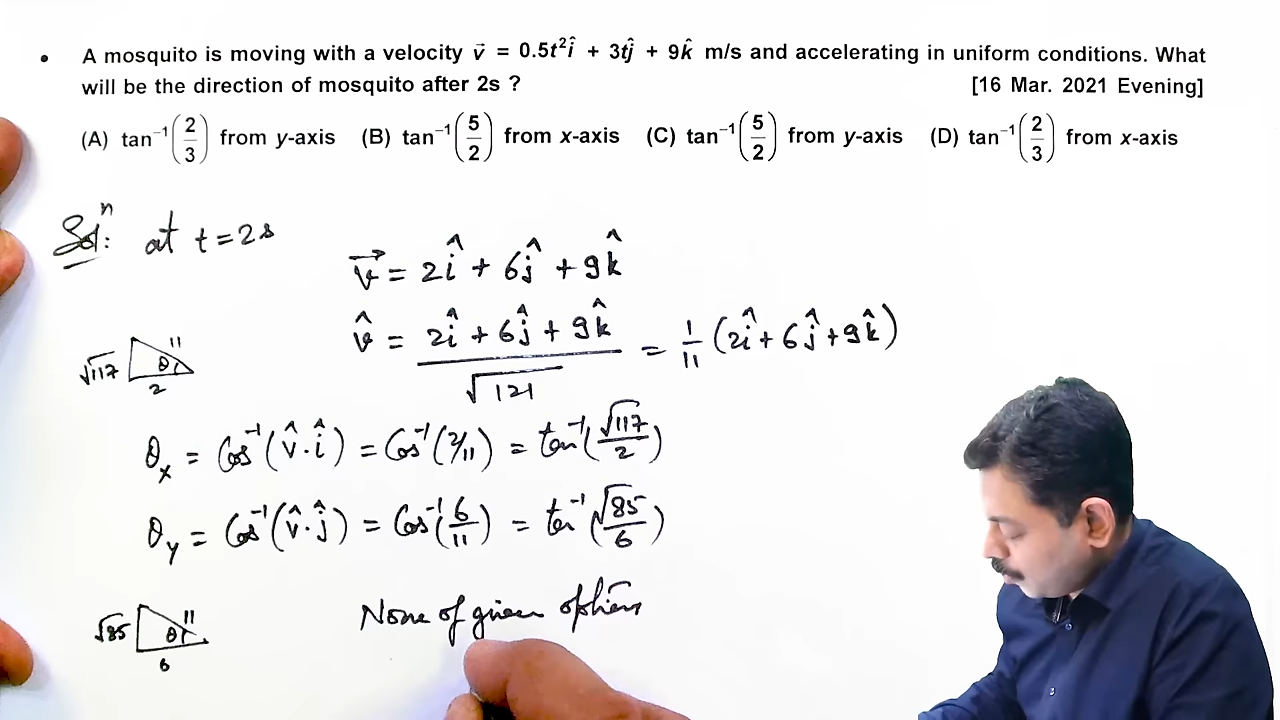 • A mosquito is moving with a velocity v⃗ = 0.5t²î + 3tĵ + 9k̂ m/s and accelerating in uniform conditions. What
will be the direction of mosquito after 2s ? [16 Mar. 2021 Evening]
(A) tan⁻¹(2/3) from y-axis (B) tan⁻¹(5/2) from x-axis (C) tan⁻¹(5/2) from y-axis (D) tan⁻¹(2/3) from x-axis
Solⁿ: at t = 2s
v⃗ = 2î + 6ĵ + 9k̂
v̂ = (2î + 6ĵ + 9k̂)/√121 = 1/11 (2î + 6ĵ + 9k̂)
√117 11 θ 2
θx = Cos⁻¹(v̂·î) = Cos⁻¹(2/11) = tan⁻¹(√117/2)
θy = Cos⁻¹(v̂·ĵ) = Cos⁻¹(6/11) = tan⁻¹(√85/6)
√85 11 θ 6
None of given options